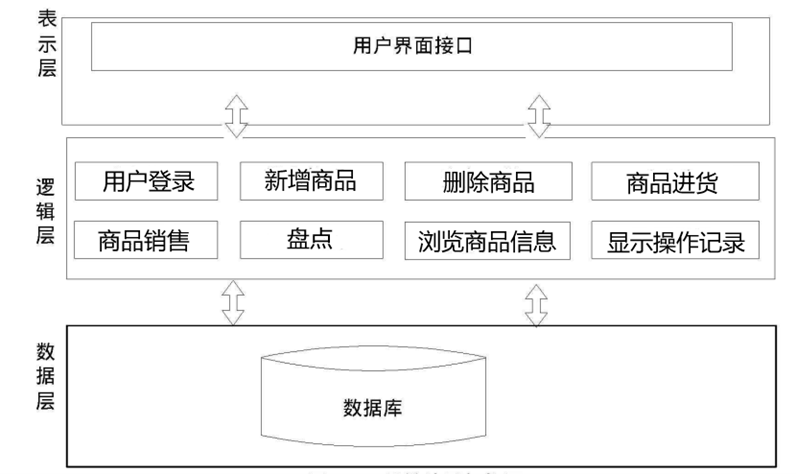 表示层
用户界面接口
逻辑层
用户登录
新增商品
删除商品
商品进货
商品销售
盘点
浏览商品信息
显示操作记录
数据层
数据库